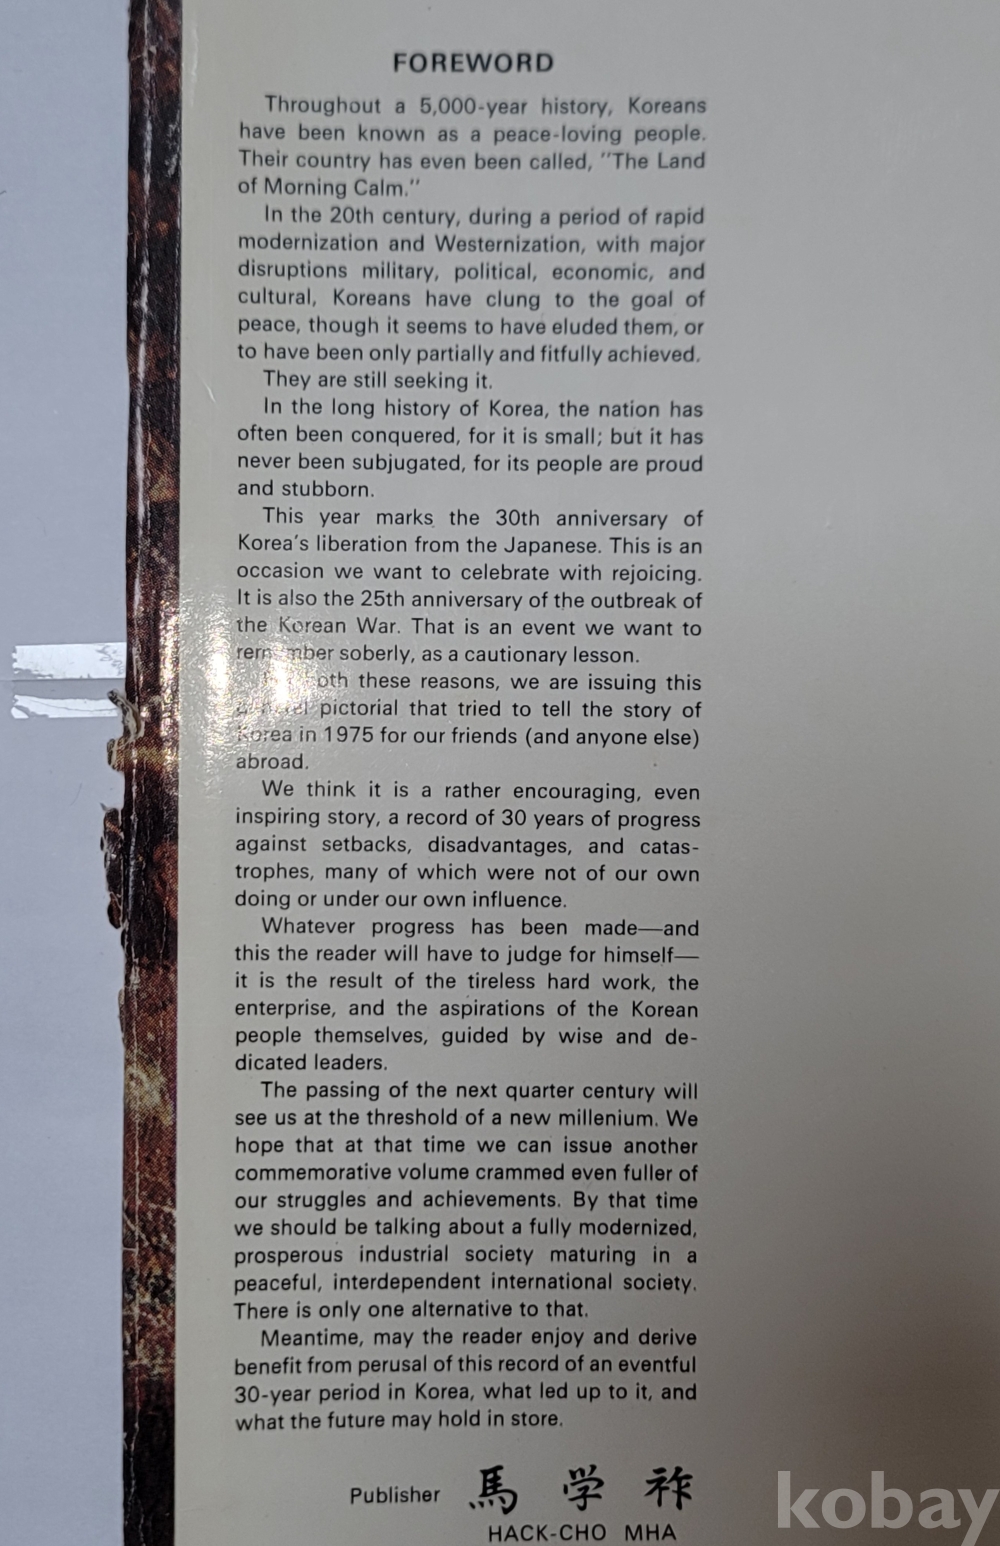 FOREWORD
Throughout a 5,000-year history, Koreans
have been known as a peace-loving people.
Their country has even been called, "The Land
of Morning Calm."
In the 20th century, during a period of rapid
modernization and Westernization, with major
disruptions military, political, economic, and
cultural, Koreans have clung to the goal of
peace, though it seems to have eluded them, or
to have been only partially and fitfully achieved.
They are still seeking it.
In the long history of Korea, the nation has
often been conquered, for it is small; but it has
never been subjugated, for its people are proud
and stubborn.
This year marks the 30th anniversary of
Korea's liberation from the Japanese. This is an
occasion we want to celebrate with rejoicing.
It is also the 25th anniversary of the outbreak of
the Korean War. That is an event we want to
remember soberly, as a cautionary lesson.
both these reasons, we are issuing this
pictorial that tried to tell the story of
Korea in 1975 for our friends (and anyone else)
abroad.
We think it is a rather encouraging, even
inspiring story, a record of 30 years of progress
against setbacks, disadvantages, and catas-
trophes, many of which were not of our own
doing or under our own influence.
Whatever progress has been made—and
this the reader will have to judge for himself—
it is the result of the tireless hard work, the
enterprise, and the aspirations of the Korean
people themselves, guided by wise and de-
dicated leaders.
The passing of the next quarter century will
see us at the threshold of a new millenium. We
hope that at that time we can issue another
commemorative volume crammed even fuller of
our struggles and achievements. By that time
we should be talking about a fully modernized,
prosperous industrial society maturing in a
peaceful, interdependent international society.
There is only one alternative to that.
Meantime, may the reader enjoy and derive
benefit from perusal of this record of an eventful
30-year period in Korea, what led up to it, and
what the future may hold in store.
Publisher 馬 学 祚
HACK-CHO MHA
kobay